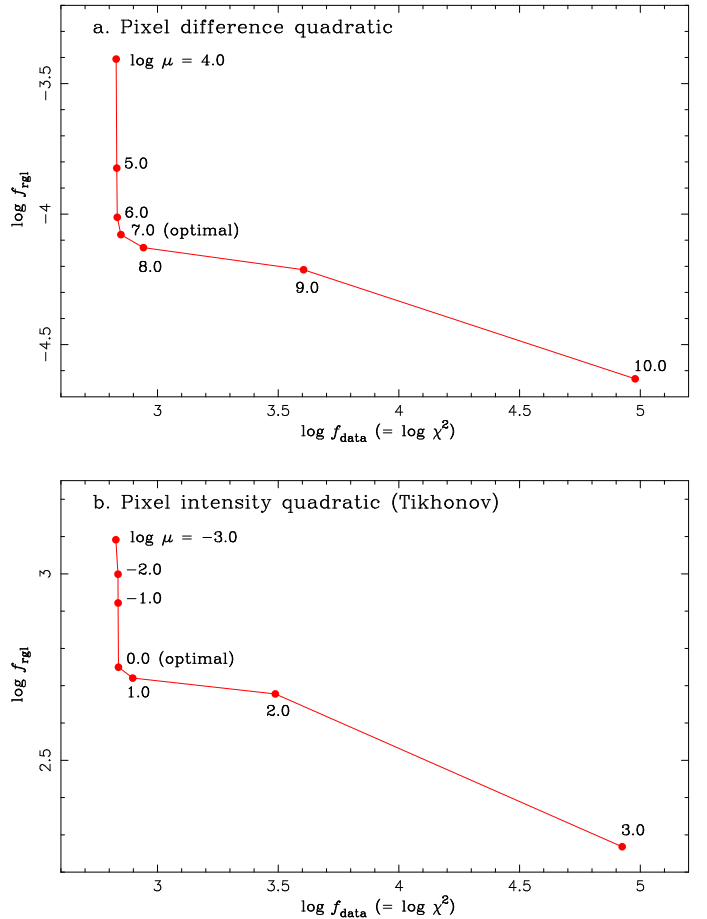 a. Pixel difference quadratic
log μ = 4.0
−3.5
5.0
log f_rgl
−4
6.0
7.0 (optimal)
8.0
9.0
−4.5
10.0
3
3.5
4
4.5
5
log f_data (= log χ²)
b. Pixel intensity quadratic (Tikhonov)
log μ = −3.0
3
−2.0
−1.0
log f_rgl
0.0 (optimal)
1.0
2.0
2.5
3.0
3
3.5
4
4.5
5
log f_data (= log χ²)